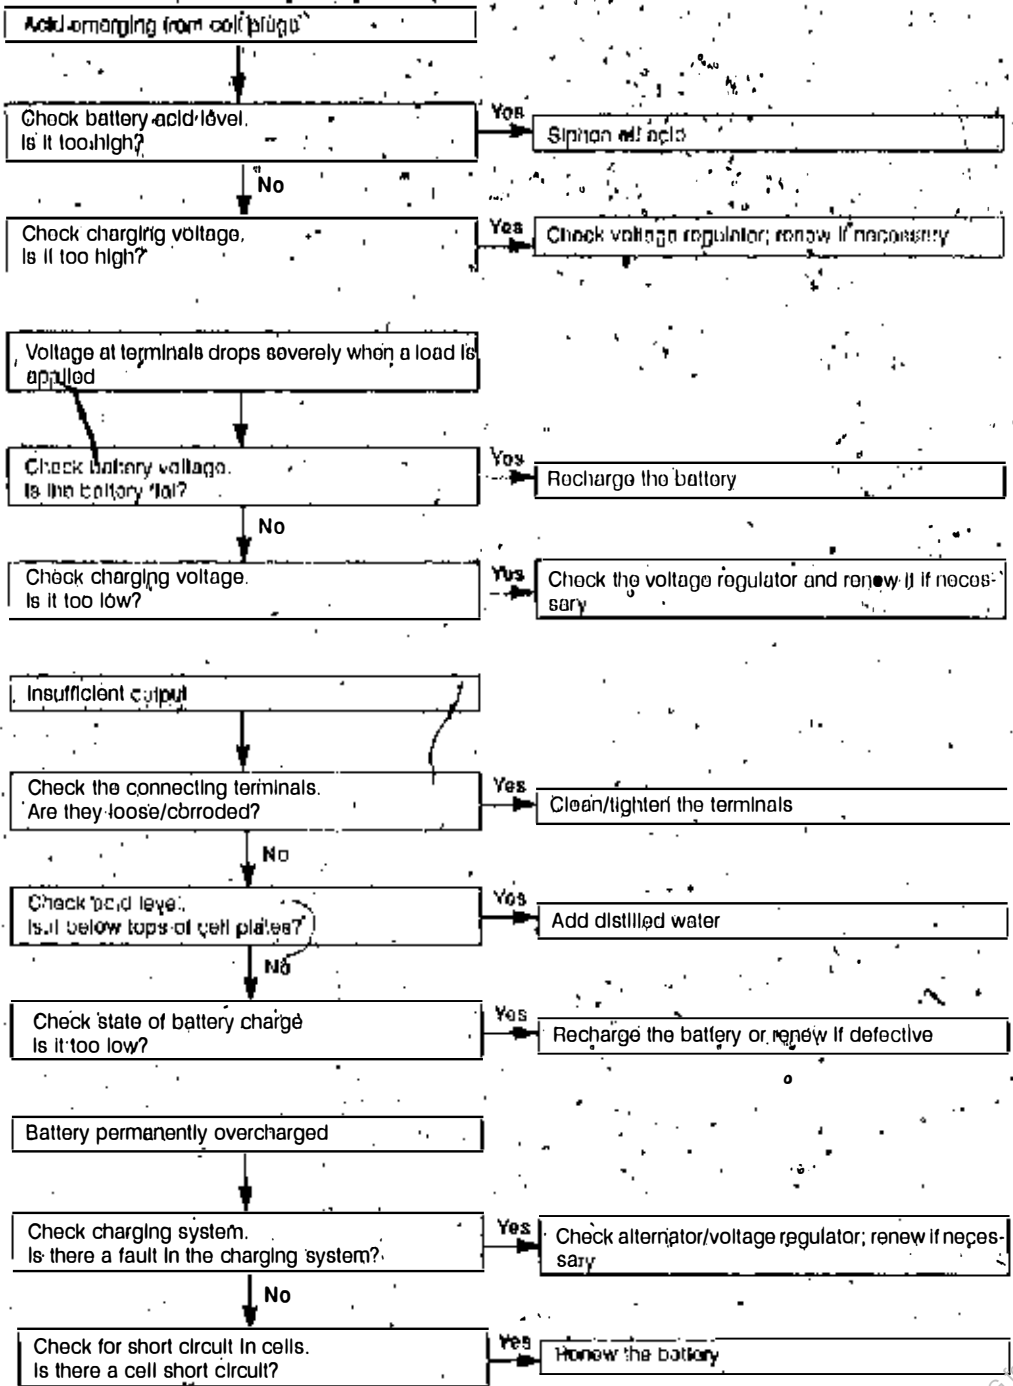 Acid emerging from cell plugs
Check battery acid level.
Is it too high?
Yes
Siphon off acid
No
Check charging voltage.
Is it too high?
Yes
Check voltage regulator; renew if necessary
Voltage at terminals drops severely when a load is
applied
Check battery voltage.
Is the battery flat?
Yes
Recharge the battery
No
Check charging voltage.
Is it too low?
Yes
Check the voltage regulator and renew it if neces-
sary
Insufficient output
Check the connecting terminals.
Are they loose/corroded?
Yes
Clean/tighten the terminals
No
Check acid level.
Is it below tops of cell plates?
Yes
Add distilled water
No
Check state of battery charge
Is it too low?
Yes
Recharge the battery or renew if defective
Battery permanently overcharged
Check charging system.
Is there a fault in the charging system?
Yes
Check alternator/voltage regulator; renew if neces-
sary
No
Check for short circuit in cells.
Is there a cell short circuit?
Yes
Renew the battery